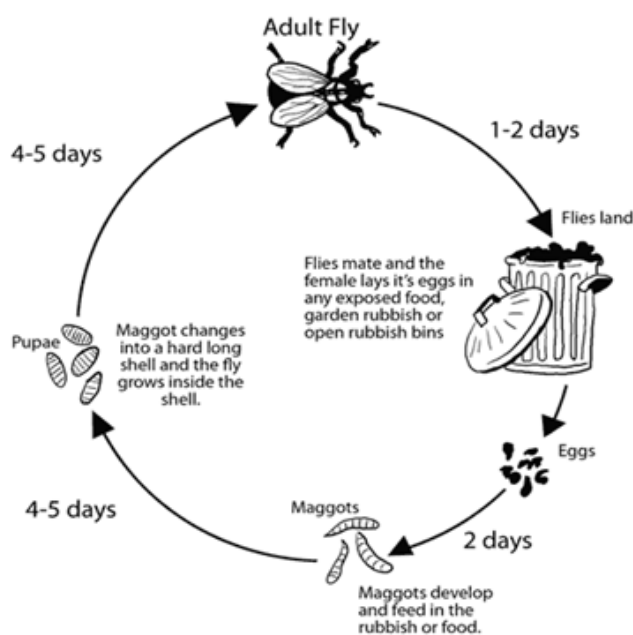 Adult Fly
1-2 days
Flies land
Flies mate and the
female lays it's eggs in
any exposed food,
garden rubbish or
open rubbish bins
Eggs
2 days
Maggots
Maggots develop
and feed in the
rubbish or food.
4-5 days
Pupae
Maggot changes
into a hard long
shell and the fly
grows inside the
shell.
4-5 days